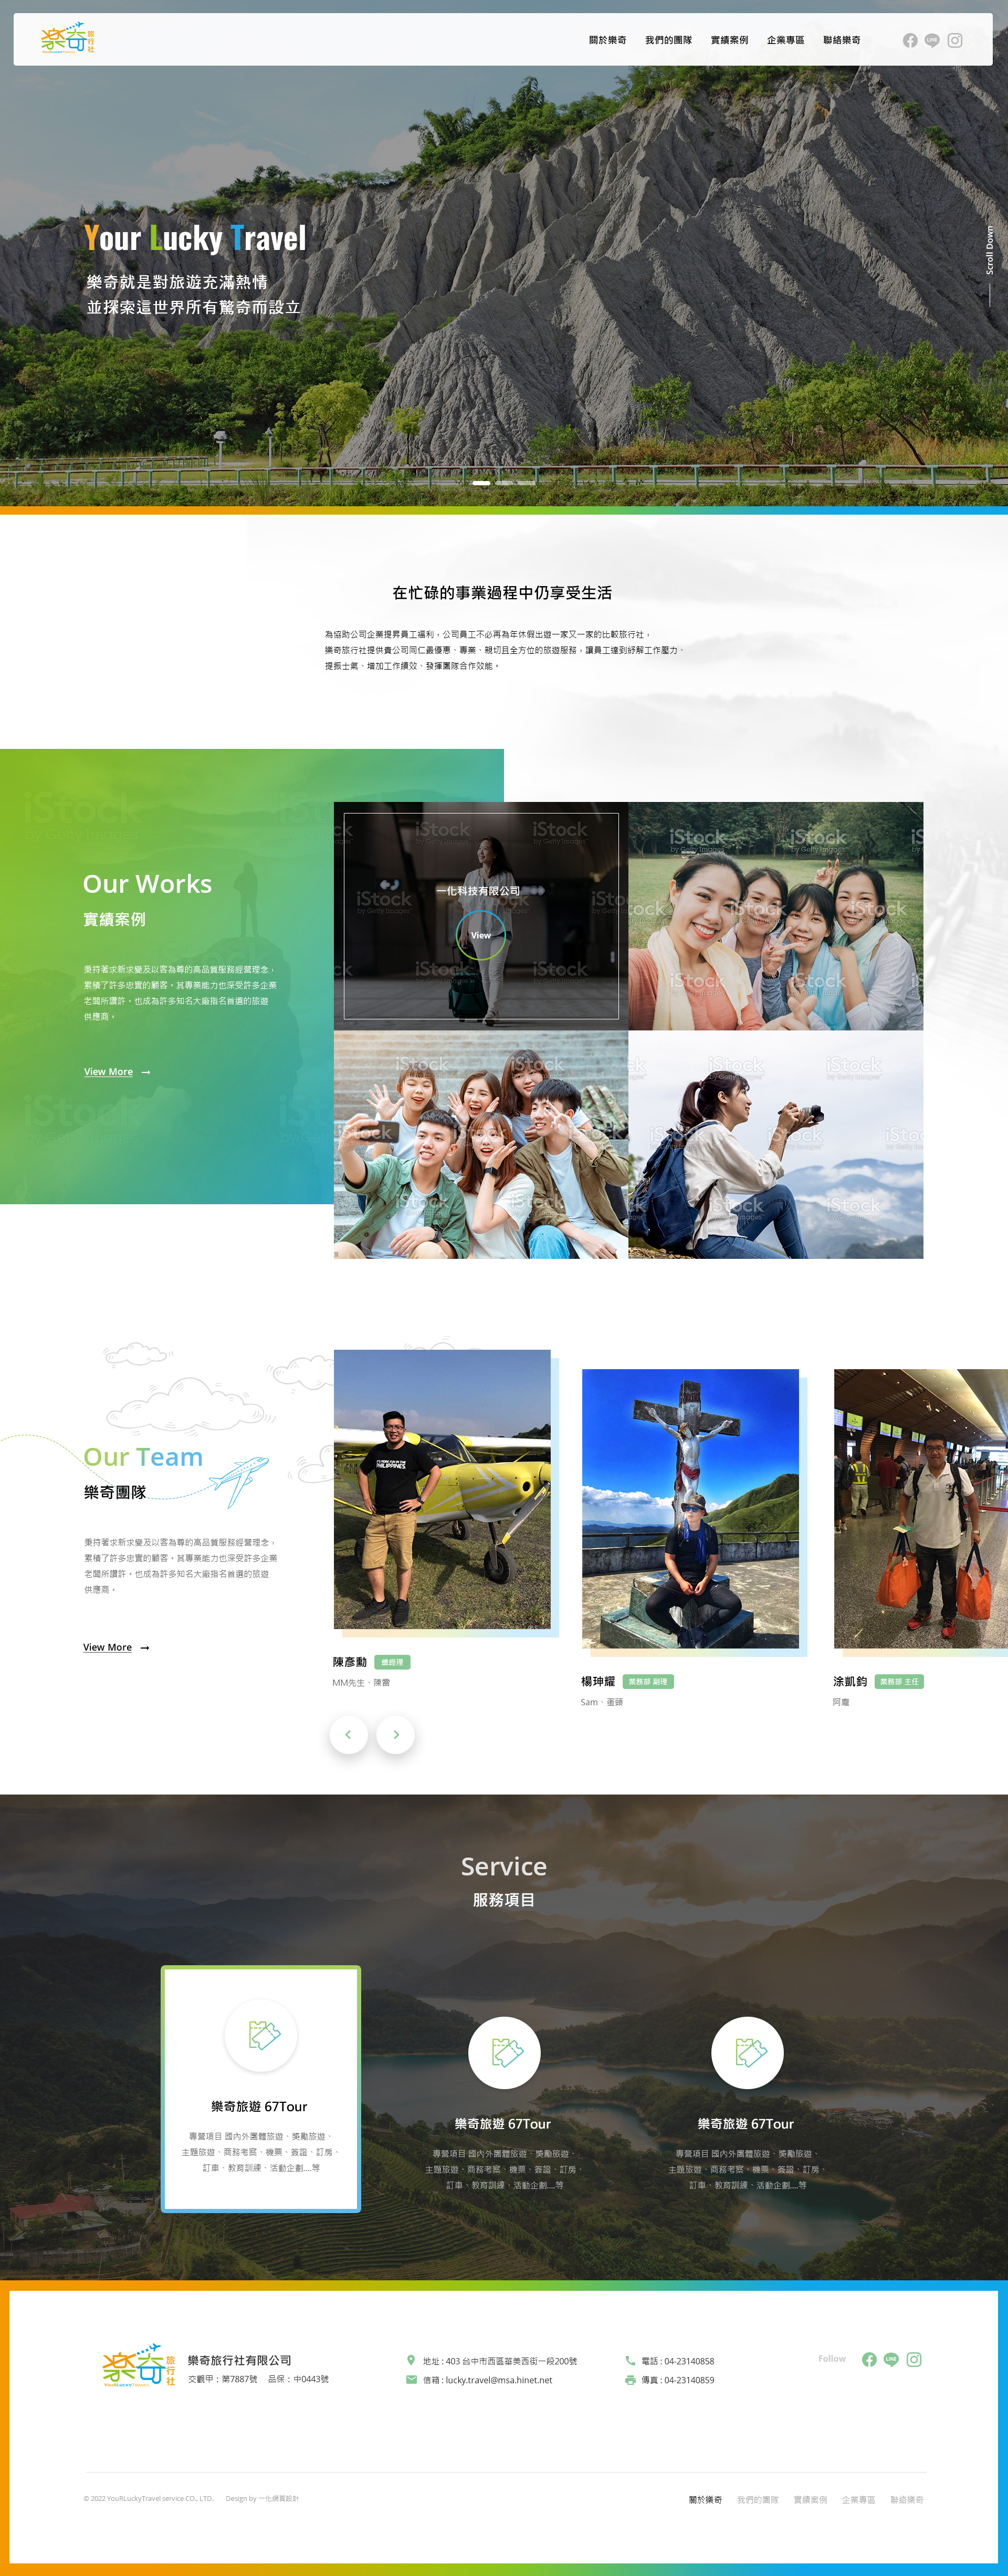 樂奇旅行社
YouRLuckyTravel
關於樂奇 我們的團隊 實績案例 企業專區 聯絡樂奇
LINE
Your Lucky Travel
樂奇就是對旅遊充滿熱情
並探索這世界所有驚奇而設立
Scroll Down
在忙碌的事業過程中仍享受生活
為協助公司企業提昇員工福利，公司員工不必再為年休假出遊一家又一家的比較旅行社，
樂奇旅行社提供貴公司同仁最優惠、專業、親切且全方位的旅遊服務，讓員工達到紓解工作壓力、
提振士氣、增加工作績效、發揮團隊合作效能。
Our Works
實績案例
秉持著求新求變及以客為尊的高品質服務經營理念，
累積了許多忠實的顧客，其專業能力也深受許多企業
老闆所讚許，也成為許多知名大廠指名首選的旅遊
供應商。
View More
一化科技有限公司
View
iStock
by Getty Images
Our Team
樂奇團隊
秉持著求新求變及以客為尊的高品質服務經營理念，
累積了許多忠實的顧客，其專業能力也深受許多企業
老闆所讚許，也成為許多知名大廠指名首選的旅遊
供應商。
View More
陳彥勳 總經理
MM先生、陳雷
楊珅耀 業務部 副理
Sam、蛋頭
涂凱鈞 業務部 主任
阿龐
Service
服務項目
樂奇旅遊 67Tour
專營項目 國內外團體旅遊、獎勵旅遊、
主題旅遊、商務考察、機票、簽證、訂房、
訂車、教育訓練、活動企劃....等
樂奇旅遊 67Tour
專營項目 國內外團體旅遊、獎勵旅遊、
主題旅遊、商務考察、機票、簽證、訂房、
訂車、教育訓練、活動企劃....等
樂奇旅遊 67Tour
專營項目 國內外團體旅遊、獎勵旅遊、
主題旅遊、商務考察、機票、簽證、訂房、
訂車、教育訓練、活動企劃....等
樂奇旅行社
YouRLuckyTravel
樂奇旅行社有限公司
交觀甲：第7887號 品保：中0443號
地址 : 403 台中市西區華美西街一段200號
信箱 : lucky.travel@msa.hinet.net
電話 : 04-23140858
傳真 : 04-23140859
Follow
LINE
© 2022 YouRLuckyTravel service CO., LTD. Design by 一化網頁設計
關於樂奇 我們的團隊 實績案例 企業專區 聯絡樂奇